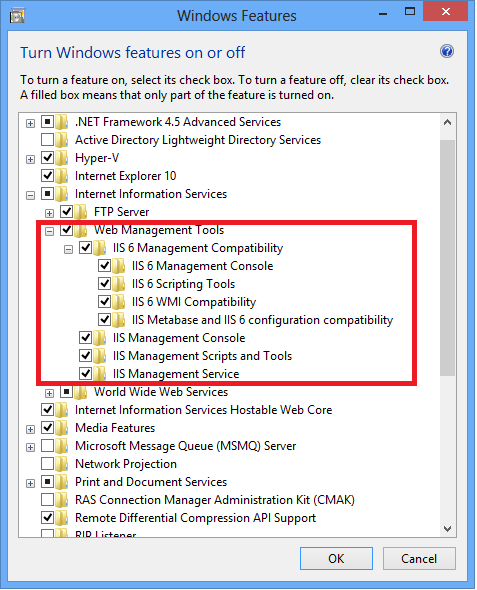 Windows Features
Turn Windows features on or off
To turn a feature on, select its check box. To turn a feature off, clear its check box.
A filled box means that only part of the feature is turned on.
.NET Framework 4.5 Advanced Services
Active Directory Lightweight Directory Services
Hyper-V
Internet Explorer 10
Internet Information Services
FTP Server
Web Management Tools
IIS 6 Management Compatibility
IIS 6 Management Console
IIS 6 Scripting Tools
IIS 6 WMI Compatibility
IIS Metabase and IIS 6 configuration compatibility
IIS Management Console
IIS Management Scripts and Tools
IIS Management Service
World Wide Web Services
Internet Information Services Hostable Web Core
Media Features
Microsoft Message Queue (MSMQ) Server
Network Projection
Print and Document Services
RAS Connection Manager Administration Kit (CMAK)
Remote Differential Compression API Support
RIP Listener
OK
Cancel